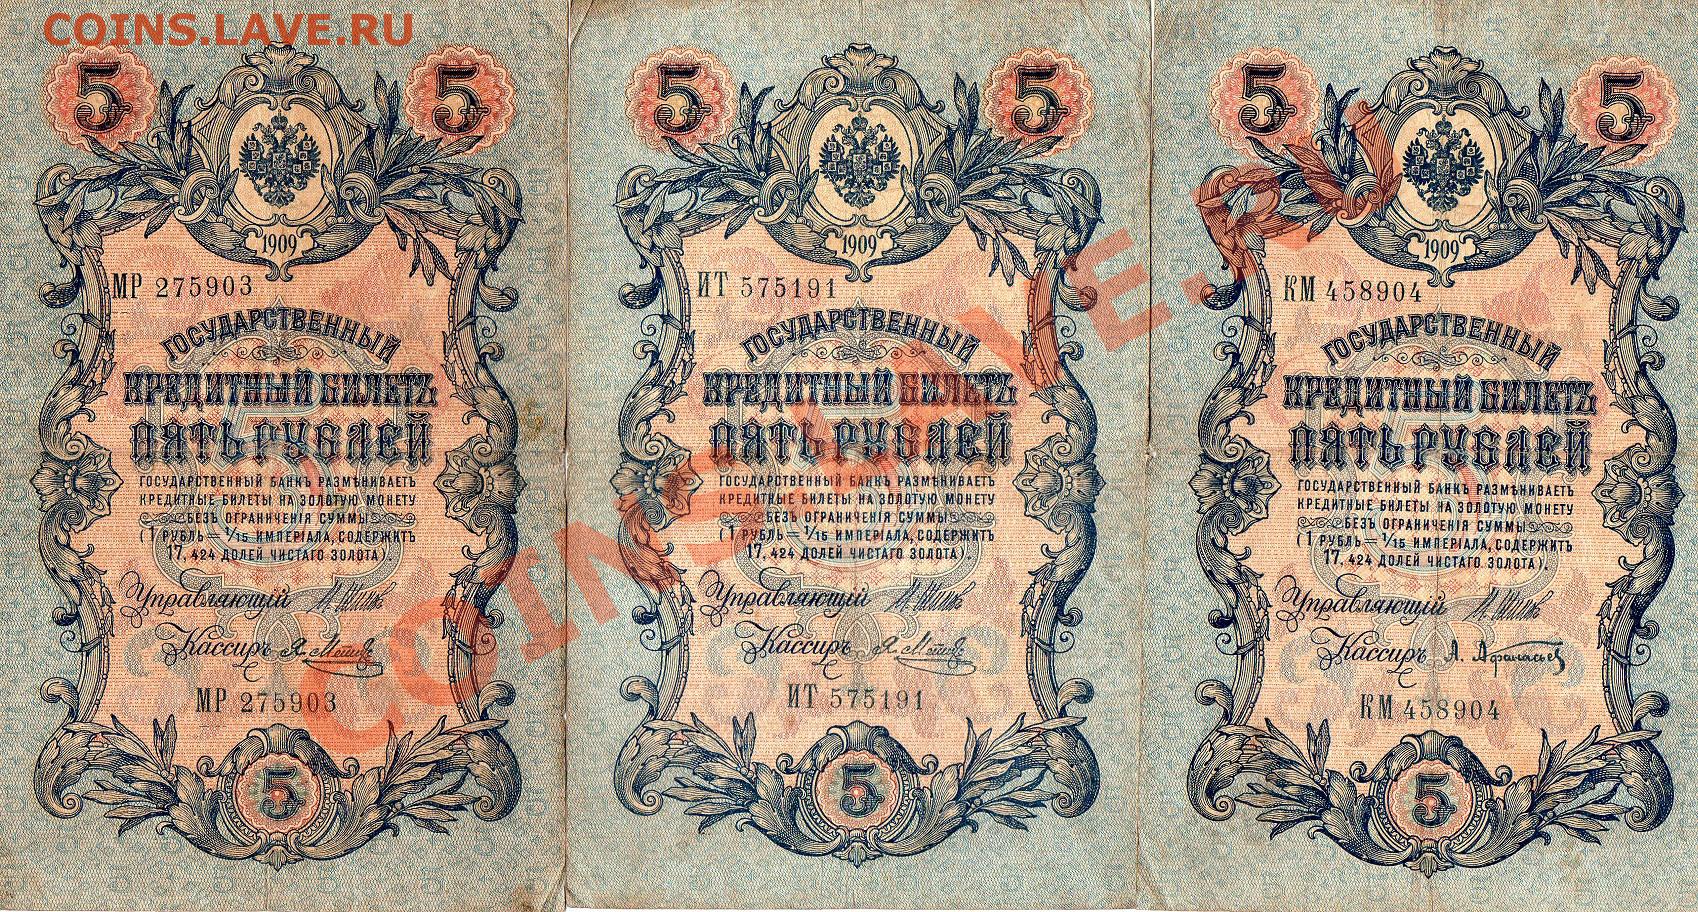 COINS.LAVE.RU
5 5
1909
МР 275903
ГОСУДАРСТВЕННЫЙ
КРЕДИТНЫЙ БИЛЕТЪ
ПЯТЬ РУБЛЕЙ
ГОСУДАРСТВЕННЫЙ БАНКЪ РАЗМѢНИВАЕТЪ
КРЕДИТНЫЕ БИЛЕТЫ НА ЗОЛОТУЮ МОНЕТУ
БЕЗЪ ОГРАНИЧЕНІЯ СУММЫ
(1 РУБЛЬ = 1/15 ИМПЕРІАЛА, СОДЕРЖИТЪ
17,424 ДОЛЕЙ ЧИСТАГО ЗОЛОТА).
Управляющій
Кассиръ
МР 275903
5
5 5
1909
ИТ 575191
ГОСУДАРСТВЕННЫЙ
КРЕДИТНЫЙ БИЛЕТЪ
ПЯТЬ РУБЛЕЙ
ГОСУДАРСТВЕННЫЙ БАНКЪ РАЗМѢНИВАЕТЪ
КРЕДИТНЫЕ БИЛЕТЫ НА ЗОЛОТУЮ МОНЕТУ
БЕЗЪ ОГРАНИЧЕНІЯ СУММЫ
(1 РУБЛЬ = 1/15 ИМПЕРІАЛА, СОДЕРЖИТЪ
17,424 ДОЛЕЙ ЧИСТАГО ЗОЛОТА).
Управляющій
Кассиръ
ИТ 575191
5
5 5
1909
КМ 458904
ГОСУДАРСТВЕННЫЙ
КРЕДИТНЫЙ БИЛЕТЪ
ПЯТЬ РУБЛЕЙ
ГОСУДАРСТВЕННЫЙ БАНКЪ РАЗМѢНИВАЕТЪ
КРЕДИТНЫЕ БИЛЕТЫ НА ЗОЛОТУЮ МОНЕТУ
БЕЗЪ ОГРАНИЧЕНІЯ СУММЫ
(1 РУБЛЬ = 1/15 ИМПЕРІАЛА, СОДЕРЖИТЪ
17,424 ДОЛЕЙ ЧИСТАГО ЗОЛОТА).
Управляющій
Кассиръ А. Афанасьев
КМ 458904
5
COINS.LAVE.RU